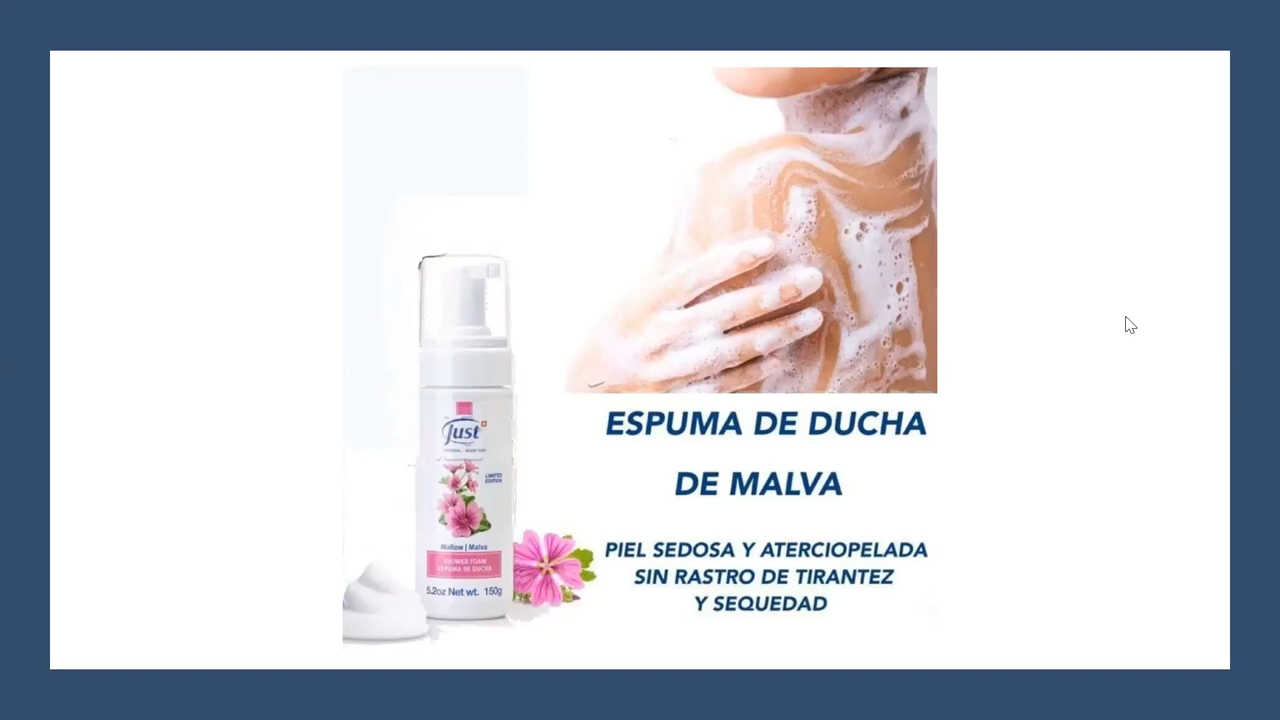 ESPUMA DE DUCHA
DE MALVA
PIEL SEDOSA Y ATERCIOPELADA
SIN RASTRO DE TIRANTEZ
Y SEQUEDAD
Just
LIMITED
EDITION
Mallow | Malva
SHOWER FOAM
ESPUMA DE DUCHA
5.2oz Net wt. 150g